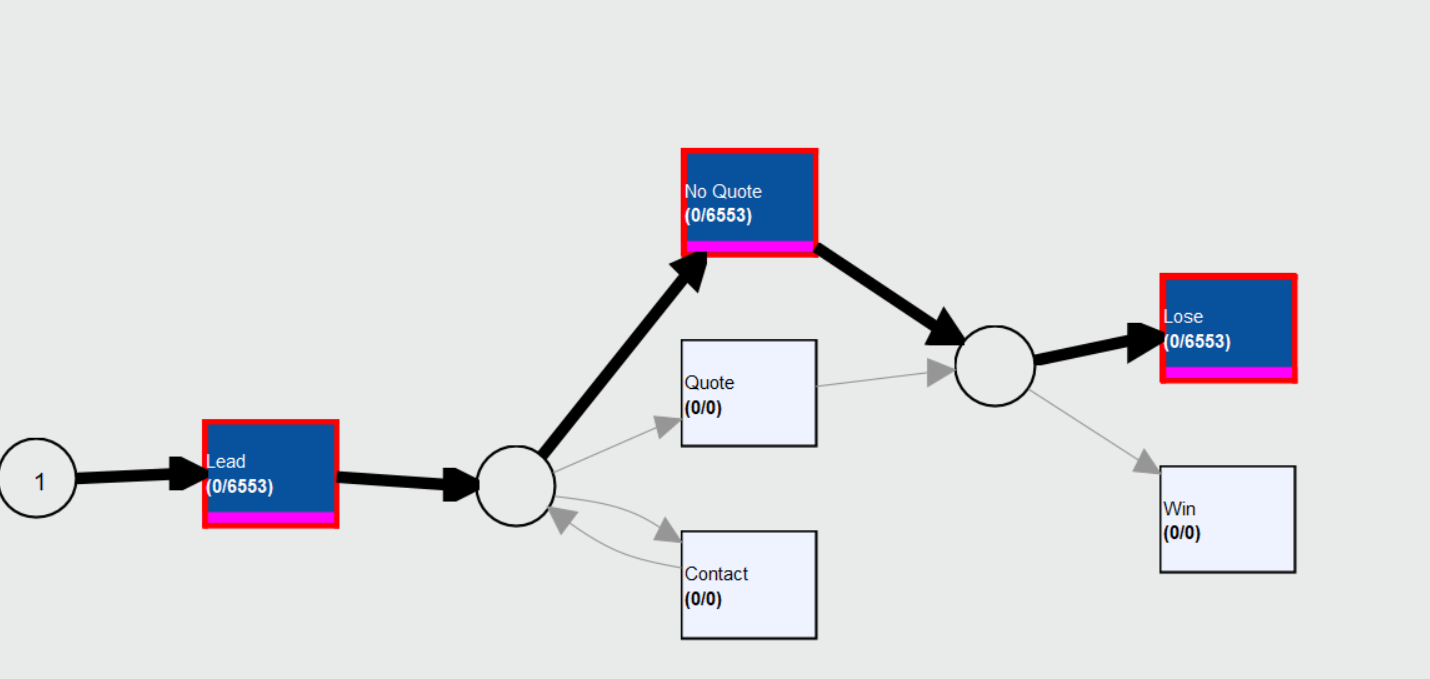 1
Lead
(0/6553)
No Quote
(0/6553)
Quote
(0/0)
Contact
(0/0)
Lose
(0/6553)
Win
(0/0)